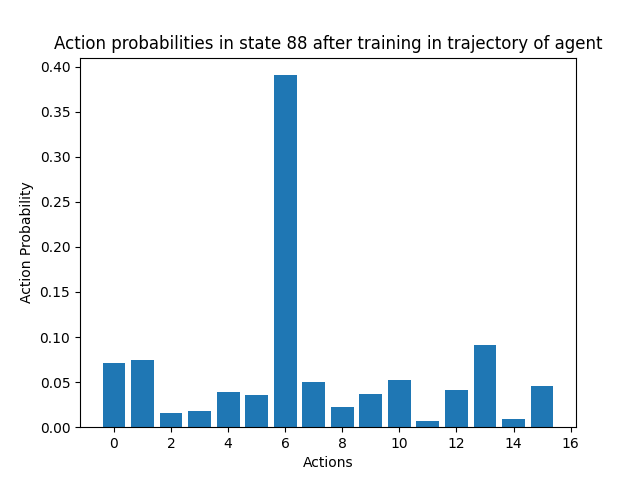 Action probabilities in state 88 after training in trajectory of agent
0.40
0.35
0.30
0.25
0.20
0.15
0.10
0.05
0.00
Action Probability
0 2 4 6 8 10 12 14 16
Actions